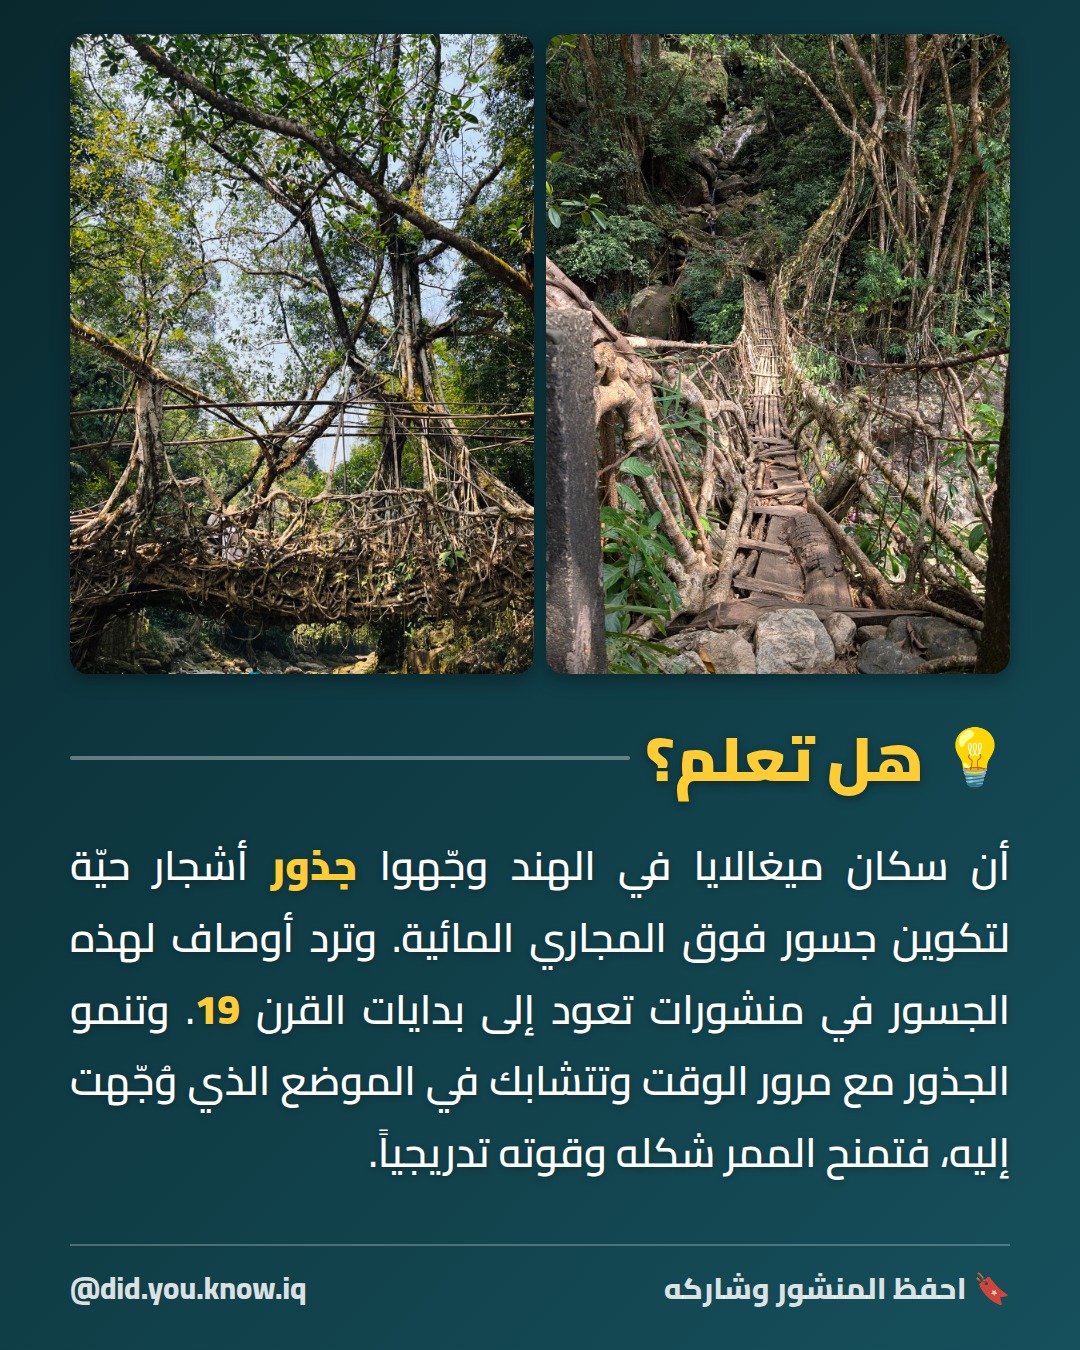 هل تعلم؟
أن سكان ميغالايا في الهند وجّهوا جذور أشجار حيّة
لتكوين جسور فوق المجاري المائية. وترد أوصاف لهذه
الجسور في منشورات تعود إلى بدايات القرن 19. وتنمو
الجذور مع مرور الوقت وتتشابك في الموضع الذي وُجّهت
إليه، فتمنح الممر شكله وقوته تدريجياً.
احفظ المنشور وشاركه
@did.you.know.iq